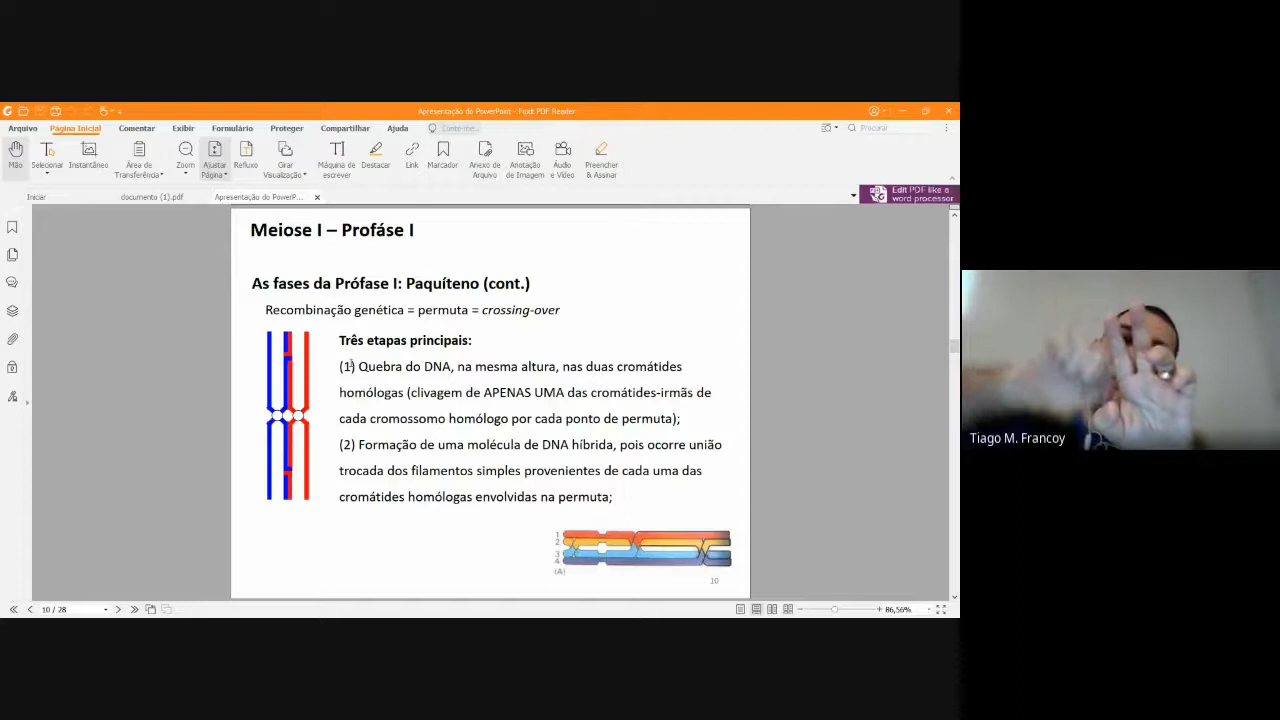 Apresentação do PowerPoint - Foxit PDF Reader
Arquivo Página Inicial Comentar Exibir Formulário Proteger Compartilhar Ajuda Conte-me... Procurar
Mão Selecionar Instantâneo Área de Transferência Zoom Ajustar Página Refluxo Girar Visualização Máquina de escrever Destacar Link Marcador Anexo de Arquivo Anotação de Imagem Áudio e Vídeo Preencher & Assinar
Iniciar documento (1).pdf Apresentação do PowerP...
Edit PDF like a
word processor
Meiose I – Profáse I
As fases da Prófase I: Paquíteno (cont.)
Recombinação genética = permuta = crossing-over
Três etapas principais:
(1) Quebra do DNA, na mesma altura, nas duas cromátides
homólogas (clivagem de APENAS UMA das cromátides-irmãs de
cada cromossomo homólogo por cada ponto de permuta);
(2) Formação de uma molécula de DNA híbrida, pois ocorre união
trocada dos filamentos simples provenientes de cada uma das
cromátides homólogas envolvidas na permuta;
1
2
3
4
(A)
10
10 / 28
86,56%
Tiago M. Francoy